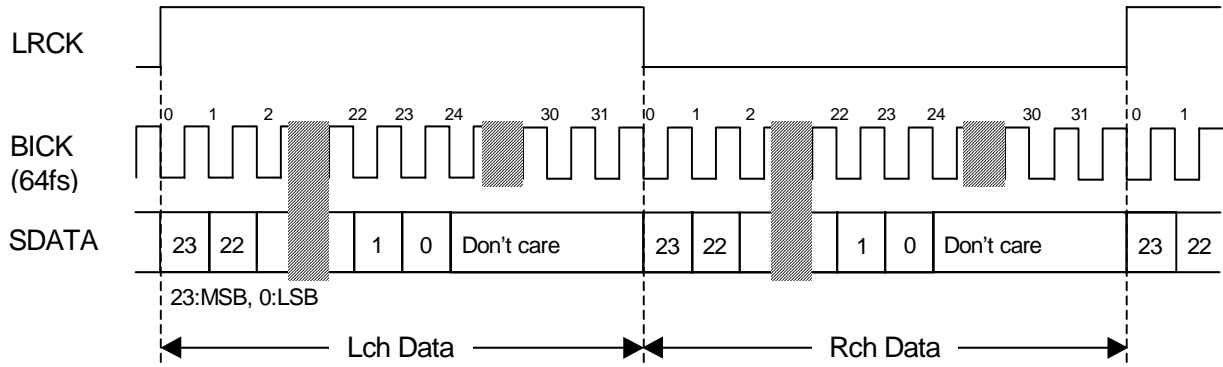 LRCK
0 1 2 22 23 24 30 31 0 1 2 22 23 24 30 31 0 1
BICK
(64fs)
SDATA 23 22 1 0 Don't care 23 22 1 0 Don't care 23 22
23:MSB, 0:LSB
Lch Data Rch Data